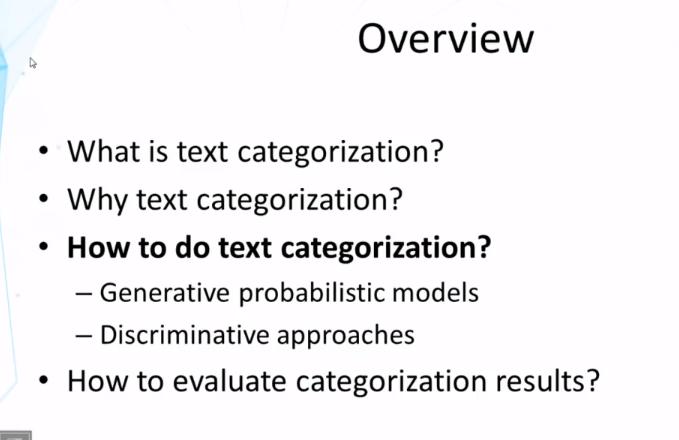 Overview
• What is text categorization?
• Why text categorization?
• How to do text categorization?
– Generative probabilistic models
– Discriminative approaches
• How to evaluate categorization results?